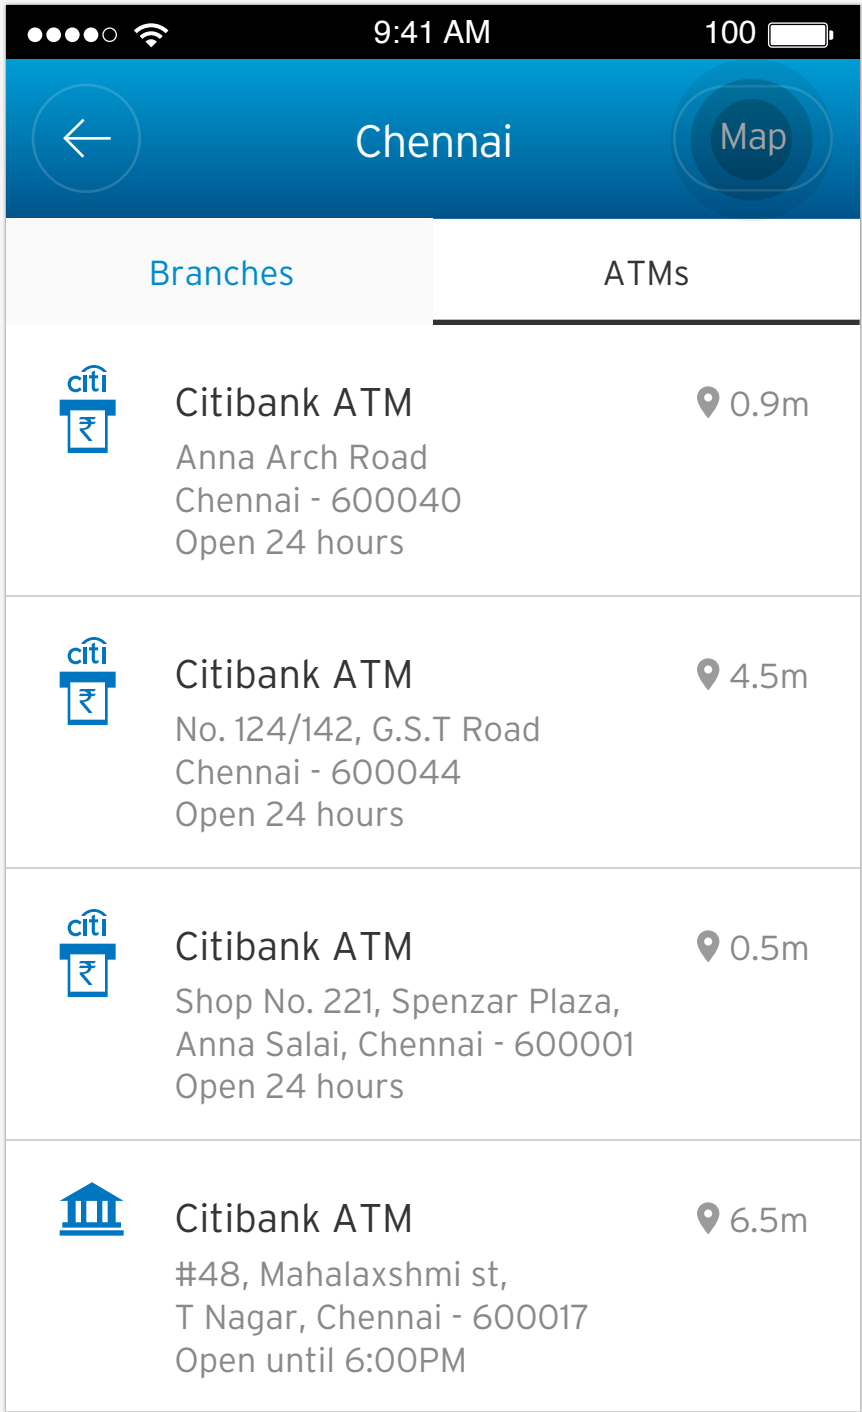 9:41 AM
100
Chennai
Map
Branches
ATMs
citi
₹
Citibank ATM
0.9m
Anna Arch Road
Chennai - 600040
Open 24 hours
citi
₹
Citibank ATM
4.5m
No. 124/142, G.S.T Road
Chennai - 600044
Open 24 hours
citi
₹
Citibank ATM
0.5m
Shop No. 221, Spenzar Plaza,
Anna Salai, Chennai - 600001
Open 24 hours
Citibank ATM
6.5m
#48, Mahalaxshmi st,
T Nagar, Chennai - 600017
Open until 6:00PM